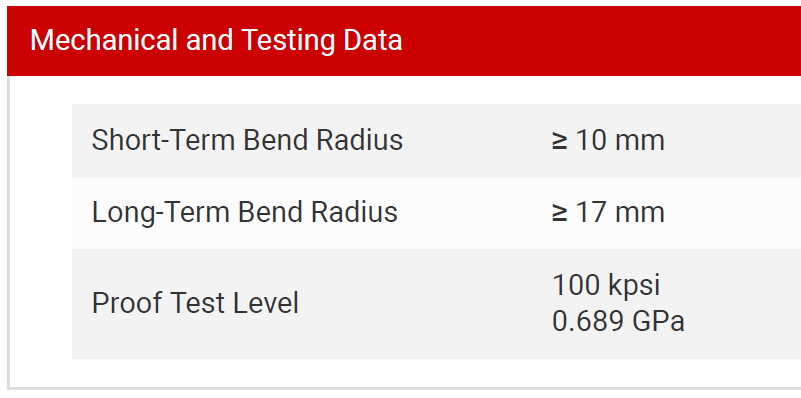 Mechanical and Testing Data
Short-Term Bend Radius ≥ 10 mm
Long-Term Bend Radius ≥ 17 mm
Proof Test Level 100 kpsi
0.689 GPa